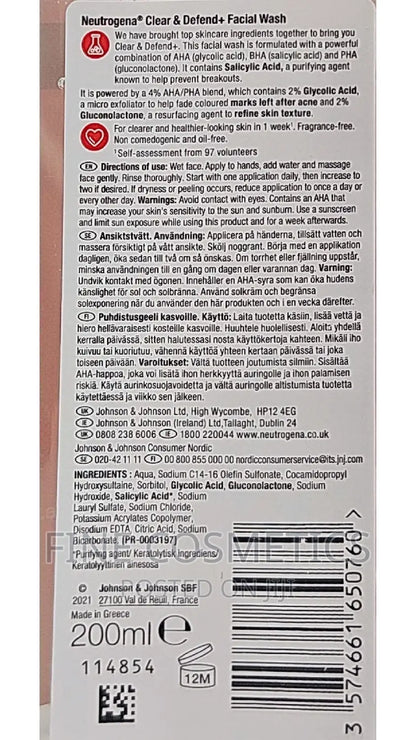 Neutrogena® Clear & Defend+ Facial Wash
We have brought top skincare ingredients together to bring you
Clear & Defend+. This facial wash is formulated with a powerful
combination of AHA (glycolic acid), BHA (salicylic acid) and PHA
(gluconolactone). It contains Salicylic Acid, a purifying agent
known to help prevent breakouts.
It is powered by a 4% AHA/PHA blend, which contains 2% Glycolic Acid,
a micro exfoliator to help fade coloured marks left after acne and 2%
Gluconolactone, a resurfacing agent to refine skin texture.
For clearer and healthier-looking skin in 1 week¹. Fragrance-free.
Non comedogenic and oil-free.
¹Self-assessment from 97 volunteers
EN Directions of use: Wet face. Apply to hands, add water and massage
face gently. Rinse thoroughly. Start with one application daily, then increase to
two if desired. If dryness or peeling occurs, reduce application to once a day or
every other day. Warnings: Avoid contact with eyes. Contains an AHA that
may increase your skin's sensitivity to the sun and sunburn. Use a sunscreen
and limit sun exposure while using this product and for a week afterwards.
SE Ansiktstvätt. Användning: Applicera på händerna, tillsätt vatten och
massera försiktigt på vått ansikte. Skölj noggrant. Börja med en applikation
dagligen, öka sedan till två om så önskas. Om torrhet eller fjällning uppstår,
minska användningen till en gång om dagen eller varannan dag. Varning:
Undvik kontakt med ögonen. Innehåller en AHA-syra som kan öka hudens
känslighet för sol och solbränna. Använd solkräm och begränsa
solexponering när du använder den här produkten och i en vecka därefter.
FI Puhdistusgeeli kasvoille. Käyttö: Laita tuotetta käsiin, lisää vettä ja
hiero hellävaraisesti kosteille kasvoille. Huuhtele huolellisesti. Aloita yhdellä
kerralla päivässä, sitten halutessasi nosta käyttökertoja kahteen. Mikäli iho
kuivuu tai kuoriutuu, vähennä käyttöä yhteen kertaan päivässä tai joka
toiseen päivään. Varoitukset: Vältä tuotteen joutumista silmiin. Sisältää
AHA-happoa, joka voi lisätä ihon herkkyyttä auringolle ja ihon palamisen
riskiä. Käytä aurinkosuojavoidetta ja vältä auringolle altistumista tuotetta
käytettäessä ja viikko sen jälkeen.
UK Johnson & Johnson Ltd, High Wycombe, HP12 4EG
IE Johnson & Johnson (Ireland) Ltd,Tallaght, Dublin 24
UK 0808 238 6006 IE 1800 220044 www.neutrogena.co.uk
Johnson & Johnson Consumer Nordic
SE 020-42 11 11 FI 00 800 855 000 00 nordicconsumerservice@its.jnj.com
INGREDIENTS : Aqua, Sodium C14-16 Olefin Sulfonate, Cocamidopropyl
Hydroxysultaine, Sorbitol, Glycolic Acid, Gluconolactone, Sodium
Hydroxide, Salicylic Acid*, Sodium
Lauryl Sulfate, Sodium Chloride,
Potassium Acrylates Copolymer,
Disodium EDTA, Citric Acid, Sodium
Bicarbonate. [PR-0003197]
*Purifying agent/ Keratolytisk ingrediens/
Keratolyyttinen ainesosa
FINE COSMETICS
POSTED ON JIJI
© Johnson & Johnson SBF
2021 27100 Val de Reuil, France
Made in Greece
200ml e
114854
12M
3 574661 650760 >